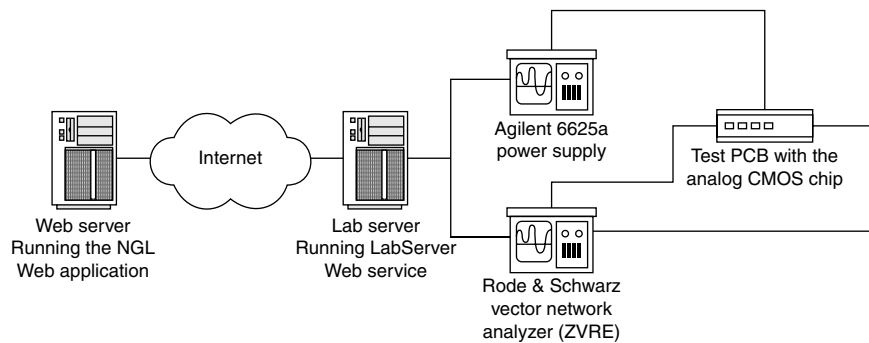 Internet
Web server
Running the NGL
Web application
Lab server
Running LabServer
Web service
Agilent 6625a
power supply
Test PCB with the
analog CMOS chip
Rode & Schwarz
vector network
analyzer (ZVRE)